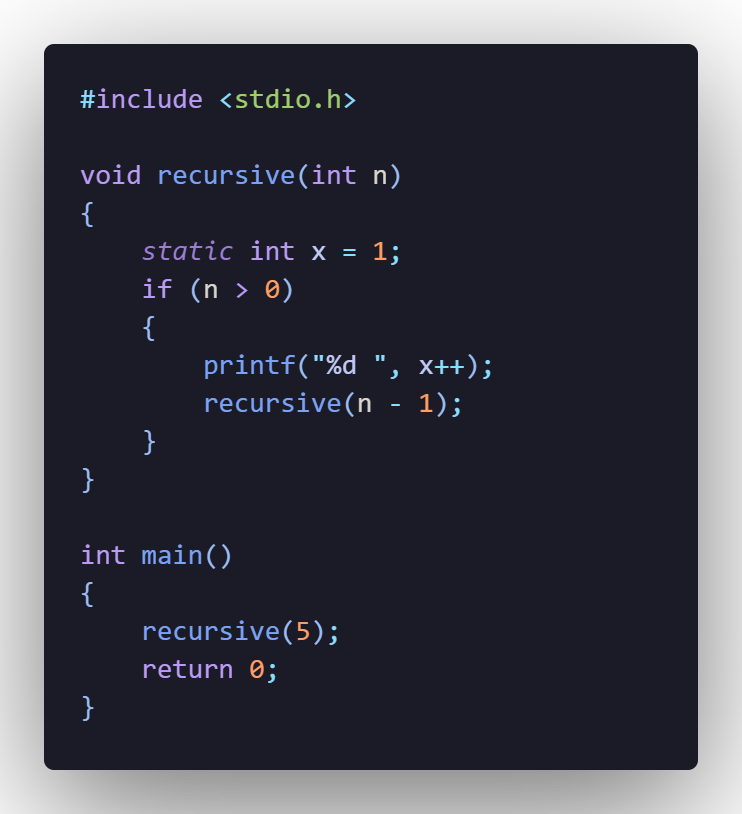 #include <stdio.h>

void recursive(int n)
{
    static int x = 1;
    if (n > 0)
    {
        printf("%d ", x++);
        recursive(n - 1);
    }
}

int main()
{
    recursive(5);
    return 0;
}